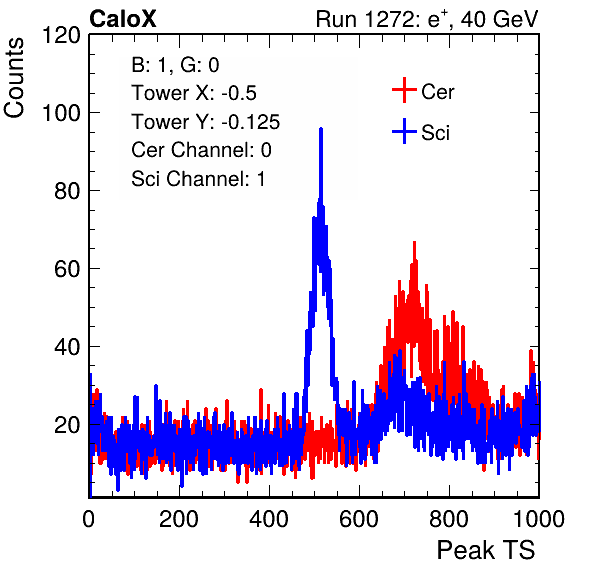 CaloX Run 1272: e⁺, 40 GeV
Counts
120
100
80
60
40
20
B: 1, G: 0
Tower X: -0.5
Tower Y: -0.125
Cer Channel: 0
Sci Channel: 1
Cer
Sci
0 200 400 600 800 1000
Peak TS